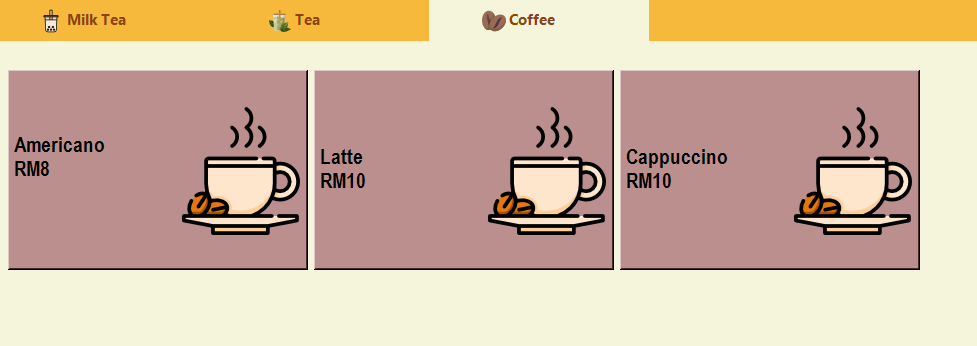 Milk Tea
Tea
Coffee
Americano
RM8
Latte
RM10
Cappuccino
RM10